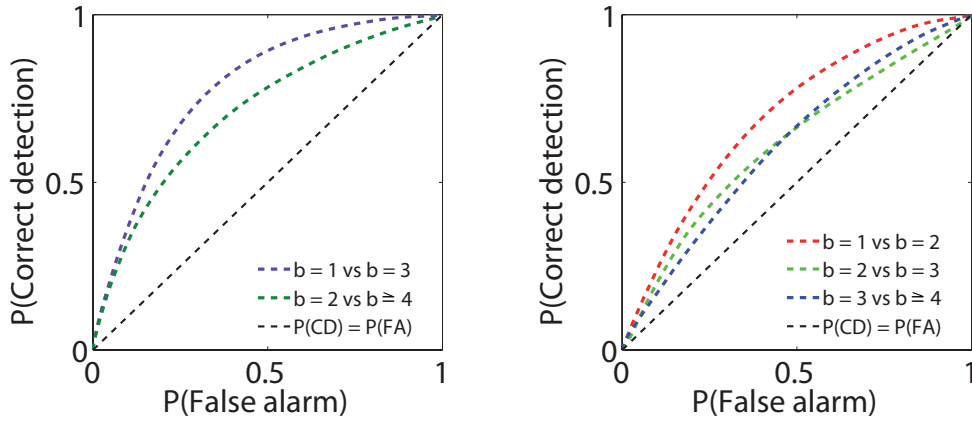 1
P(Correct detection)
0.5
b = 1 vs b = 3
b = 2 vs b ≥ 4
P(CD) = P(FA)
0
0
0.5
1
P(False alarm)
1
P(Correct detection)
0.5
b = 1 vs b = 2
b = 2 vs b = 3
b = 3 vs b ≥ 4
P(CD) = P(FA)
0
0
0.5
1
P(False alarm)